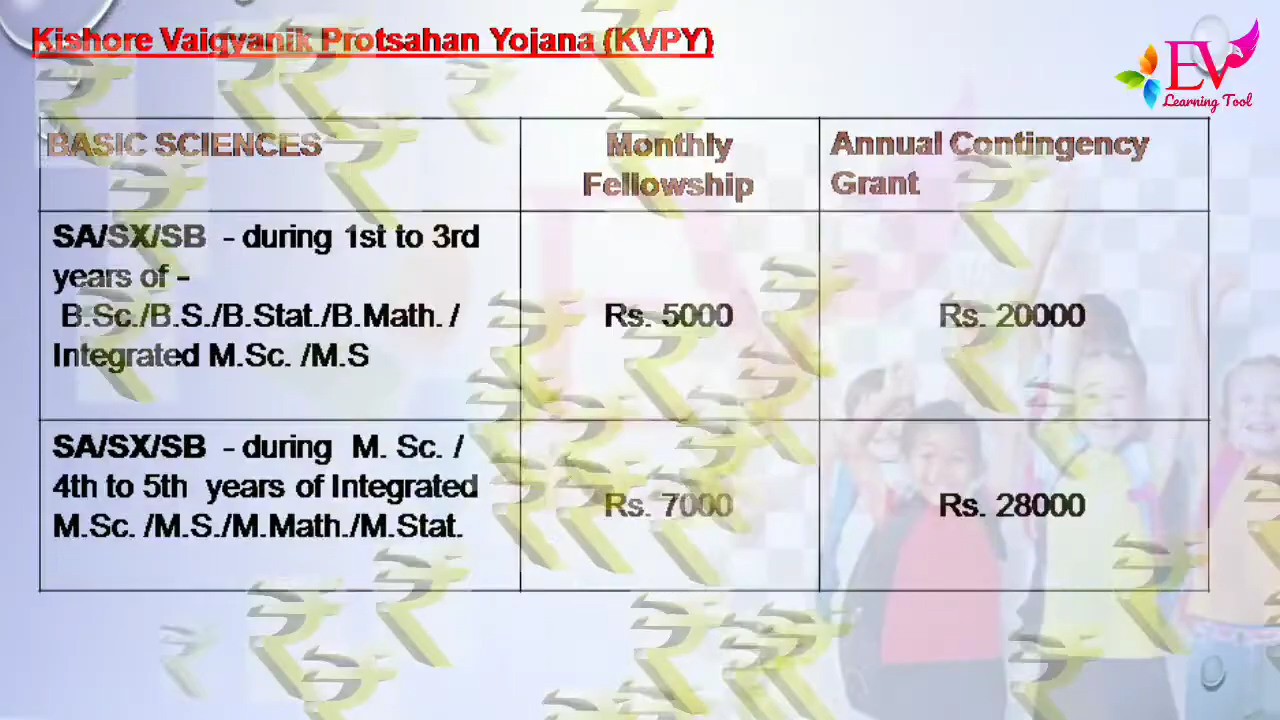 Kishore Vaigyanik Protsahan Yojana (KVPY)
EV
Learning Tool
BASIC SCIENCES
Monthly
Fellowship
Annual Contingency
Grant
SA/SX/SB - during 1st to 3rd
years of –
B.Sc./B.S./B.Stat./B.Math. /
Integrated M.Sc. /M.S
Rs. 5000
Rs. 20000
SA/SX/SB - during M. Sc. /
4th to 5th years of Integrated
M.Sc. /M.S./M.Math./M.Stat.
Rs. 7000
Rs. 28000